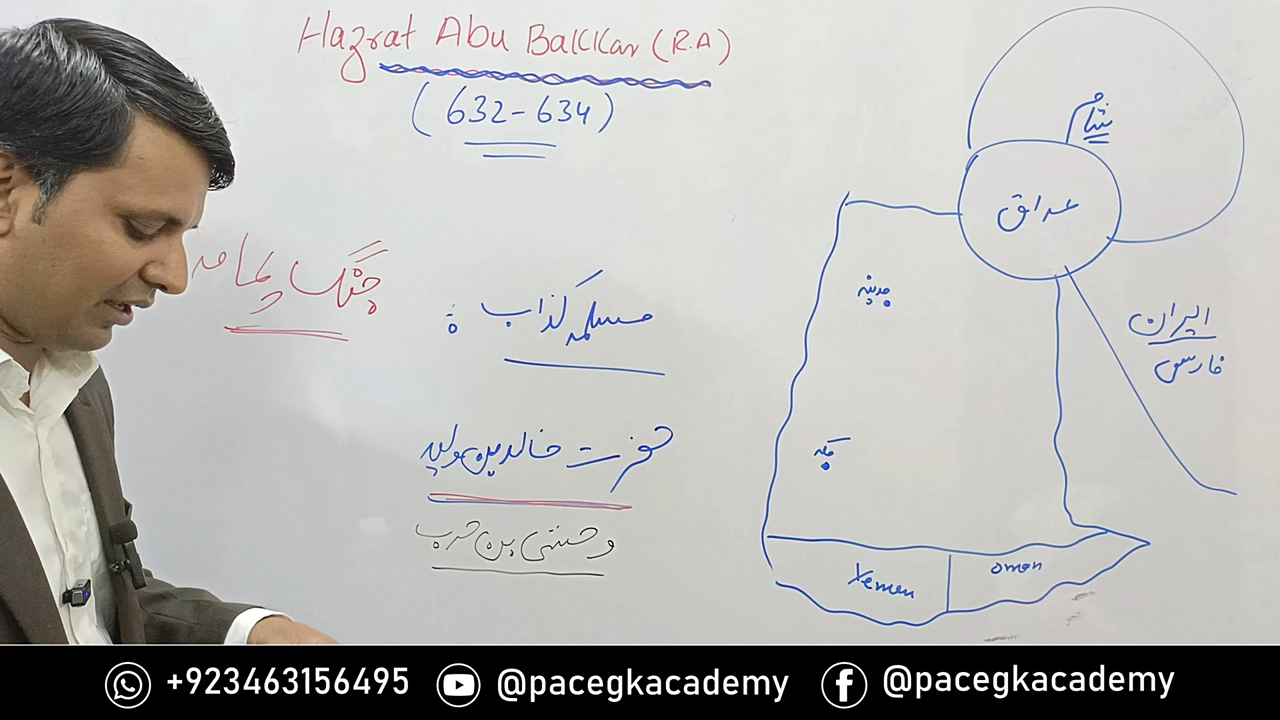 Hazrat Abu Bakkar (R.A)
(632-634)
جنگ یمامہ
مسیلمہ کذاب :
حضرت خالد بن ولید
وحشی بن حرب
شام
عراق
مدینہ
ایران
فارس
مکہ
Yemen
oman
+923463156495
@pacegkacademy
@pacegkacademy